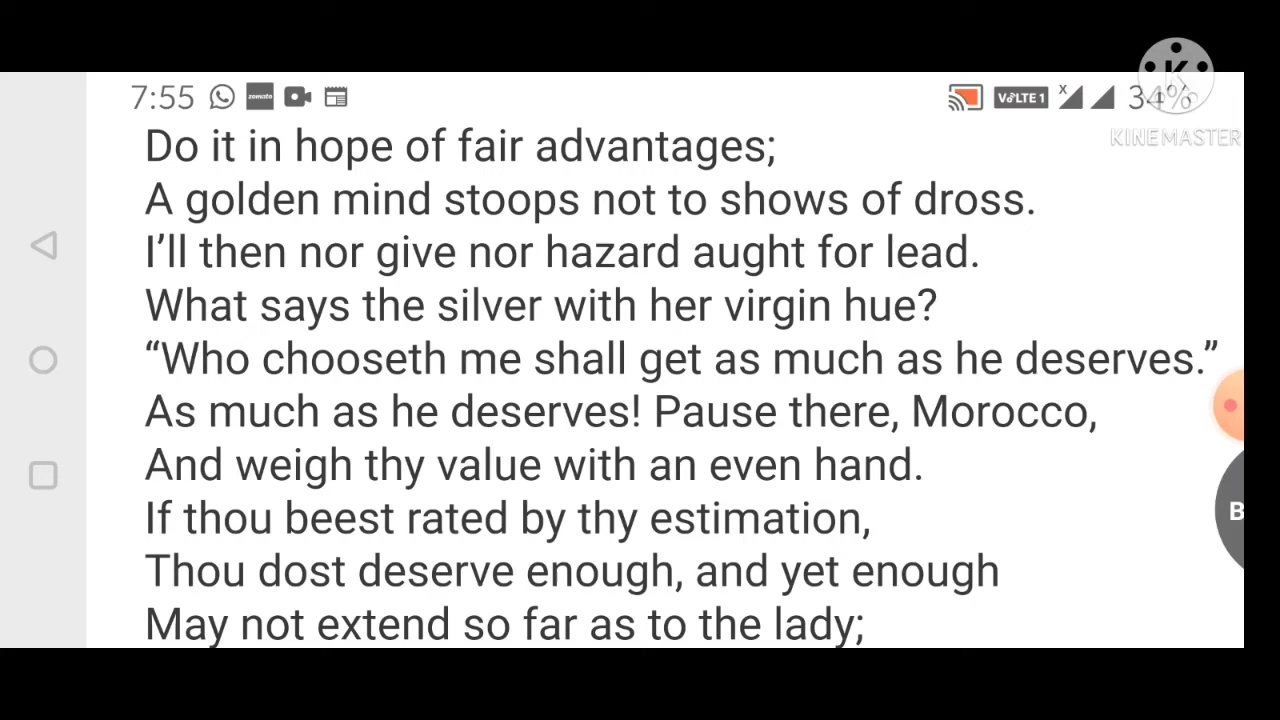 7:55 zomato VoLTE 1 x 34%
K
KINEMASTER
Do it in hope of fair advantages;
A golden mind stoops not to shows of dross.
I’ll then nor give nor hazard aught for lead.
What says the silver with her virgin hue?
“Who chooseth me shall get as much as he deserves.”
As much as he deserves! Pause there, Morocco,
And weigh thy value with an even hand.
If thou beest rated by thy estimation,
B
Thou dost deserve enough, and yet enough
May not extend so far as to the lady;